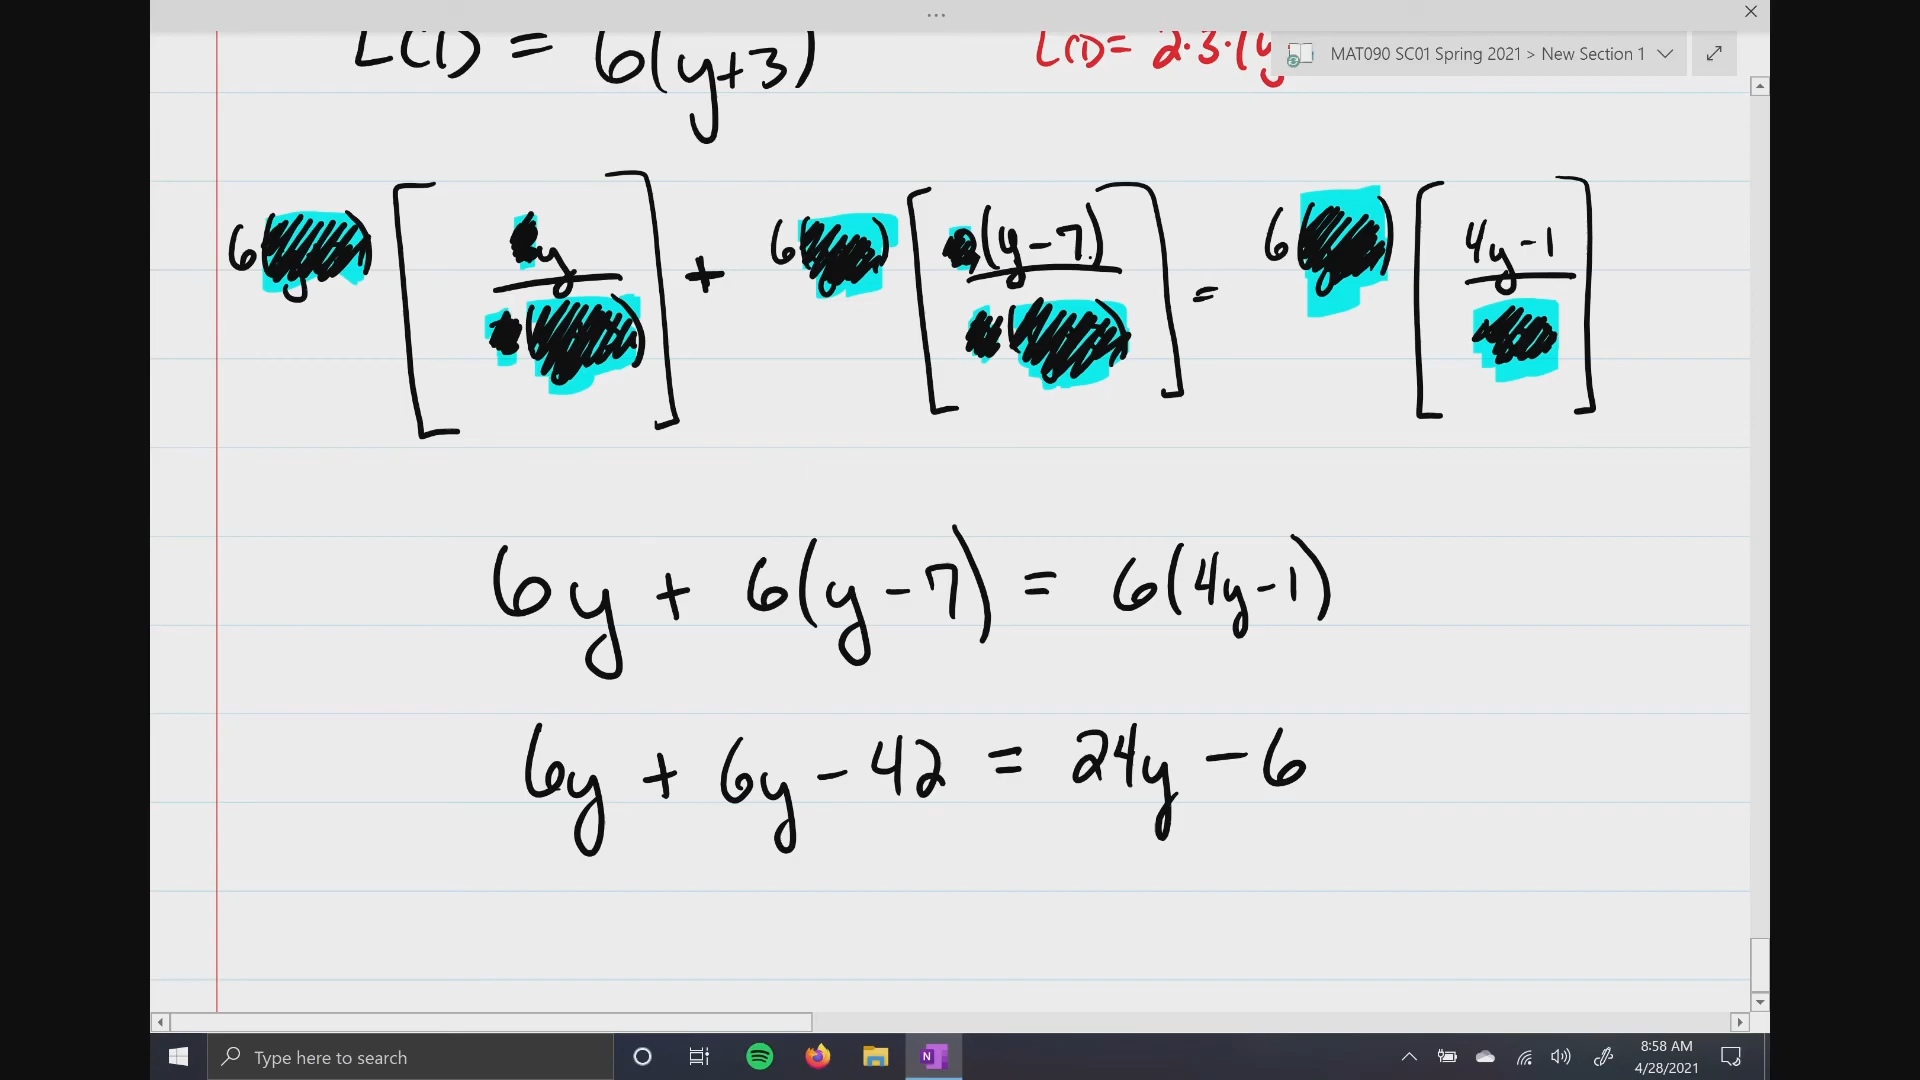 LCD = 6(y+3)
LCD= 2·3·(y
MAT090 SC01 Spring 2021 > New Section 1
6( ) [ y / ( ) ] + 6( ) [ (y-7) / ( ) ] = 6( ) [ 4y-1 / ]
6y + 6(y-7) = 6(4y-1)
6y + 6y - 42 = 24y - 6
Type here to search
N
8:58 AM
4/28/2021